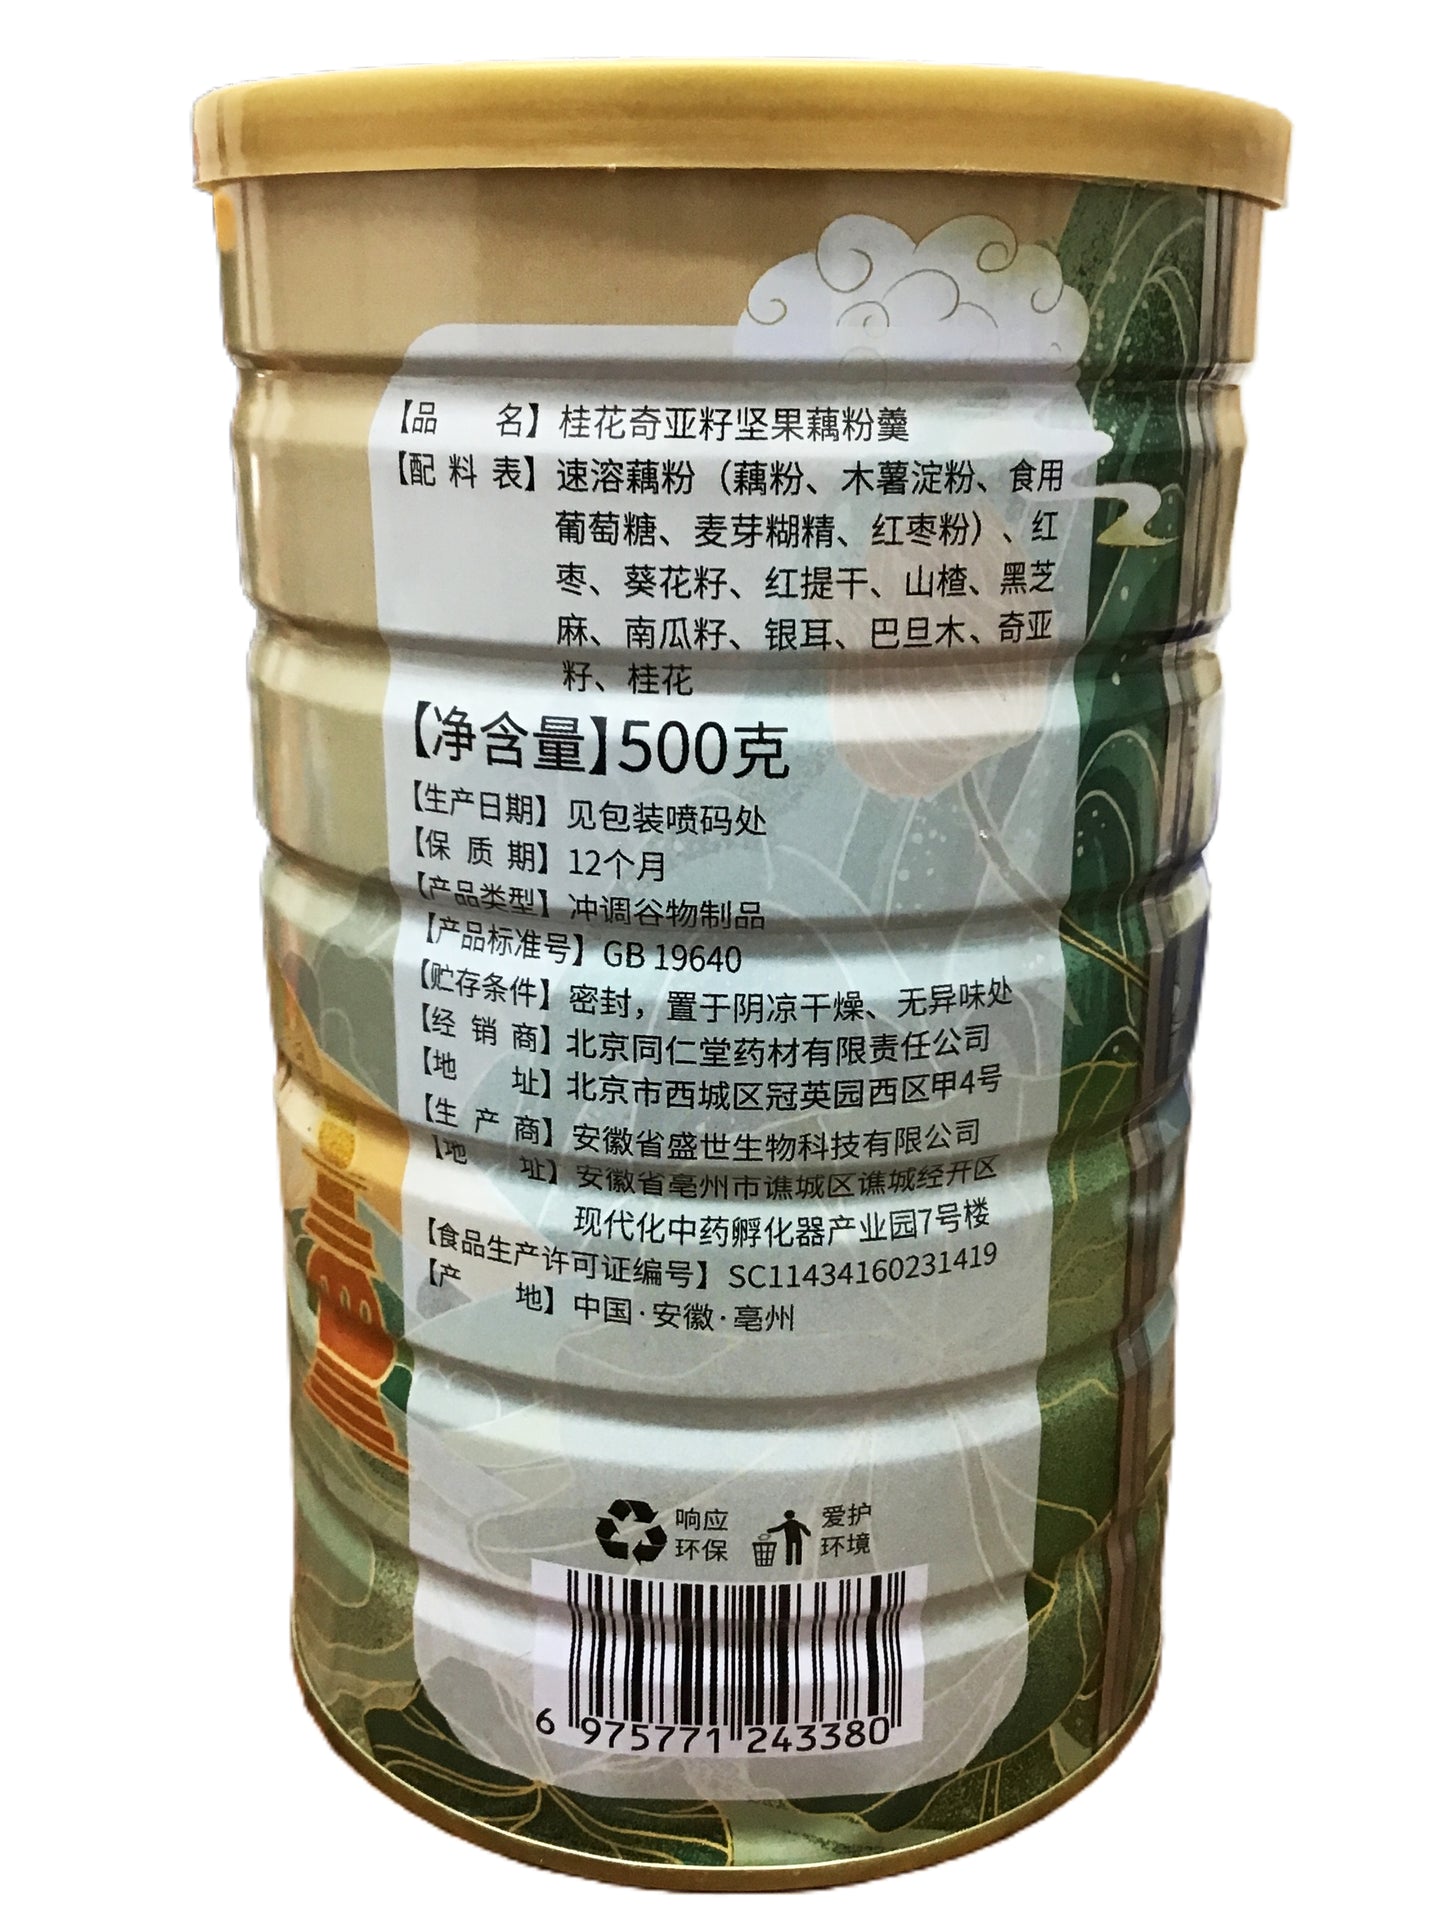 【品 名】桂花奇亚籽坚果藕粉羹
【配料表】速溶藕粉（藕粉、木薯淀粉、食用
葡萄糖、麦芽糊精、红枣粉）、红
枣、葵花籽、红提干、山楂、黑芝
麻、南瓜籽、银耳、巴旦木、奇亚
籽、桂花
【净含量】500克
【生产日期】见包装喷码处
【保质期】12个月
【产品类型】冲调谷物制品
【产品标准号】GB 19640
【贮存条件】密封，置于阴凉干燥、无异味处
【经销商】北京同仁堂药材有限责任公司
【地 址】北京市西城区冠英园西区甲4号
【生产商】安徽省盛世生物科技有限公司
【地 址】安徽省亳州市谯城区谯城经开区
现代化中药孵化器产业园7号楼
【食品生产许可证编号】SC11434160231419
【产 地】中国·安徽·亳州
响应 爱护
环保 环境
6 975771 243380